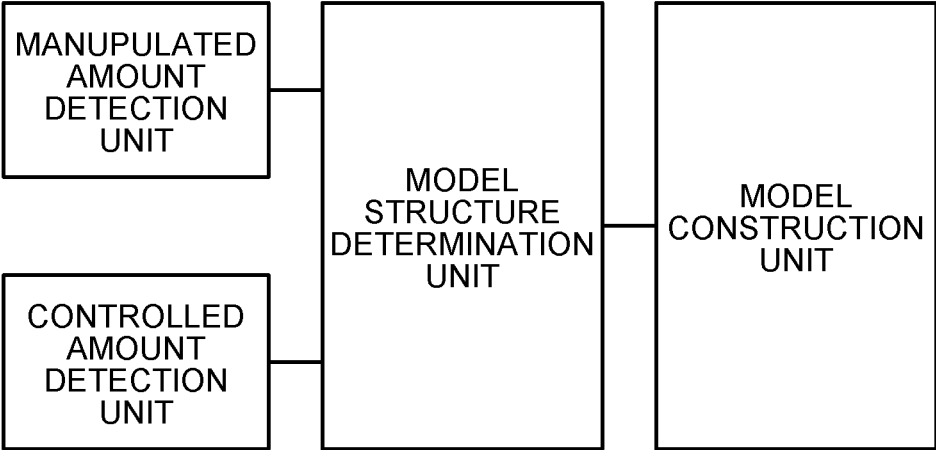 MANUPULATED
AMOUNT
DETECTION
UNIT
CONTROLLED
AMOUNT
DETECTION
UNIT
MODEL
STRUCTURE
DETERMINATION
UNIT
MODEL
CONSTRUCTION
UNIT